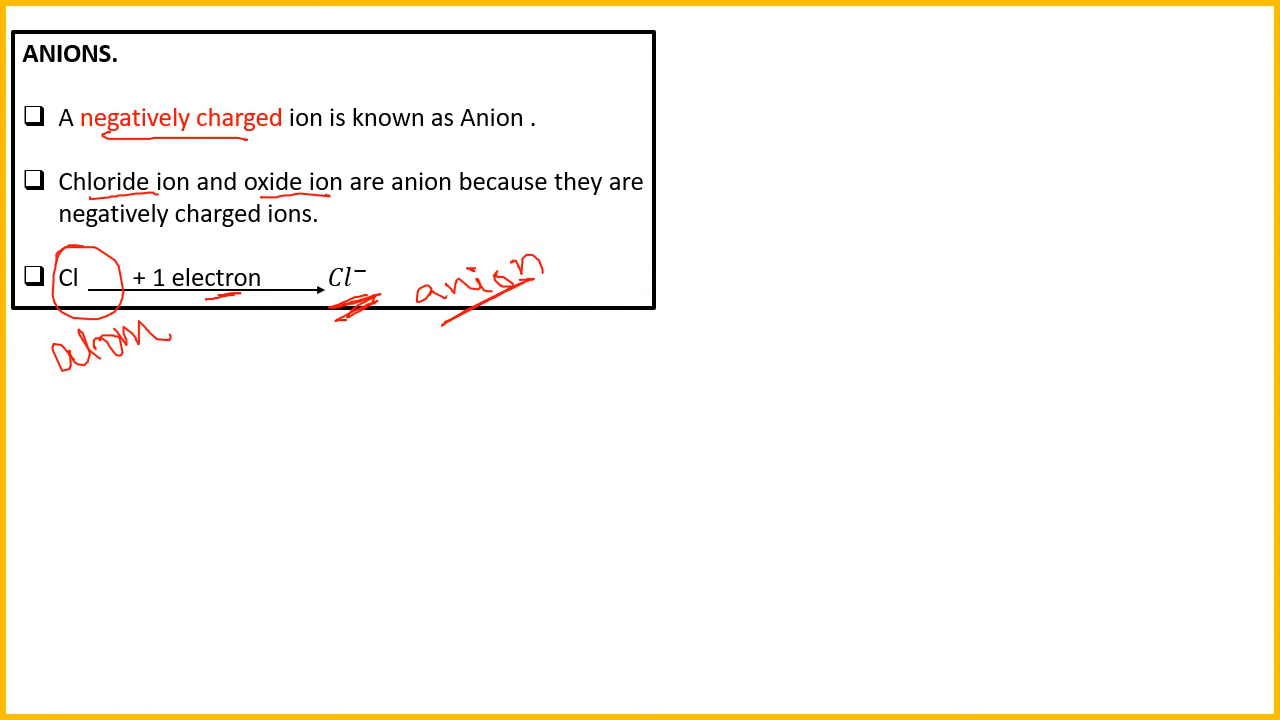 ANIONS.
❑ A negatively charged ion is known as Anion .
❑ Chloride ion and oxide ion are anion because they are
negatively charged ions.
❑ Cl + 1 electron Cl⁻ anion
atom